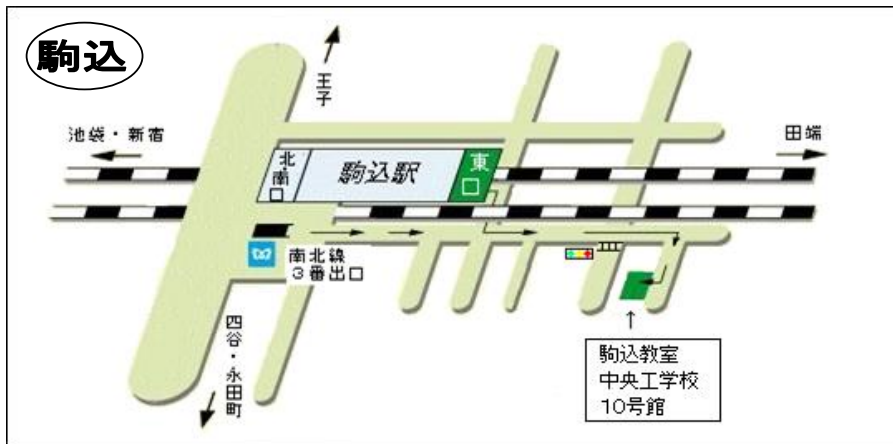 駒込
王子
池袋・新宿
田端
北南口
駒込駅
東口
南北線
3番出口
四谷・永田町
駒込教室
中央工学校
10号館